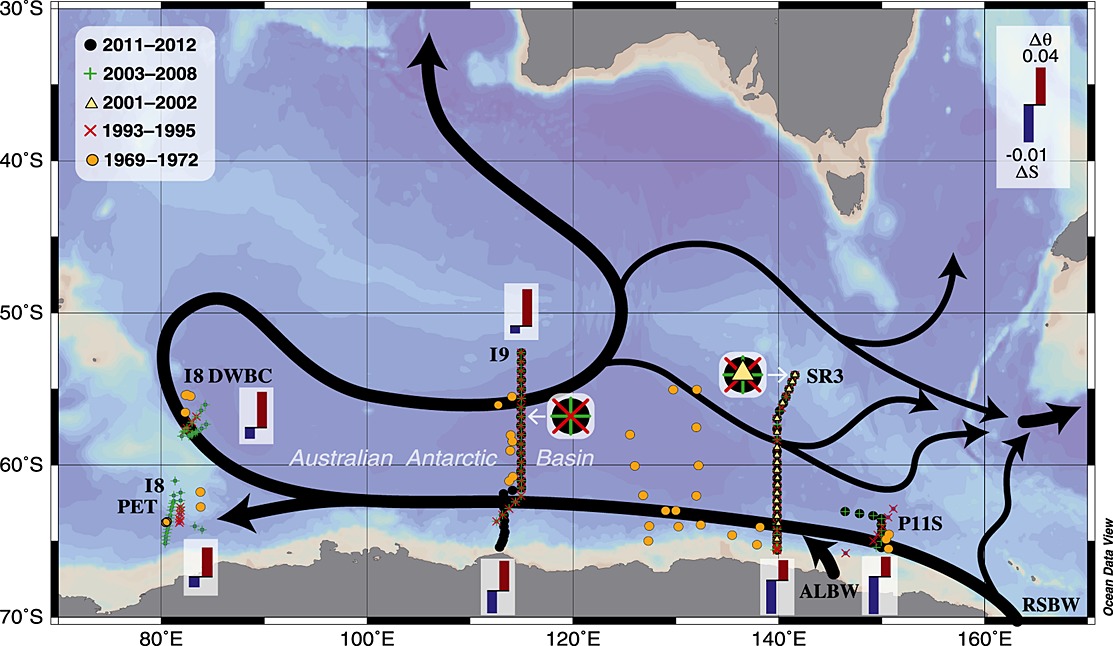 30°S
40°S
50°S
60°S
70°S
2011–2012
2003–2008
2001–2002
1993–1995
1969–1972
Δθ
0.04
-0.01
ΔS
I9
SR3
I8 DWBC
Australian Antarctic Basin
I8
PET
P11S
ALBW
RSBW
Ocean Data View
80°E
100°E
120°E
140°E
160°E